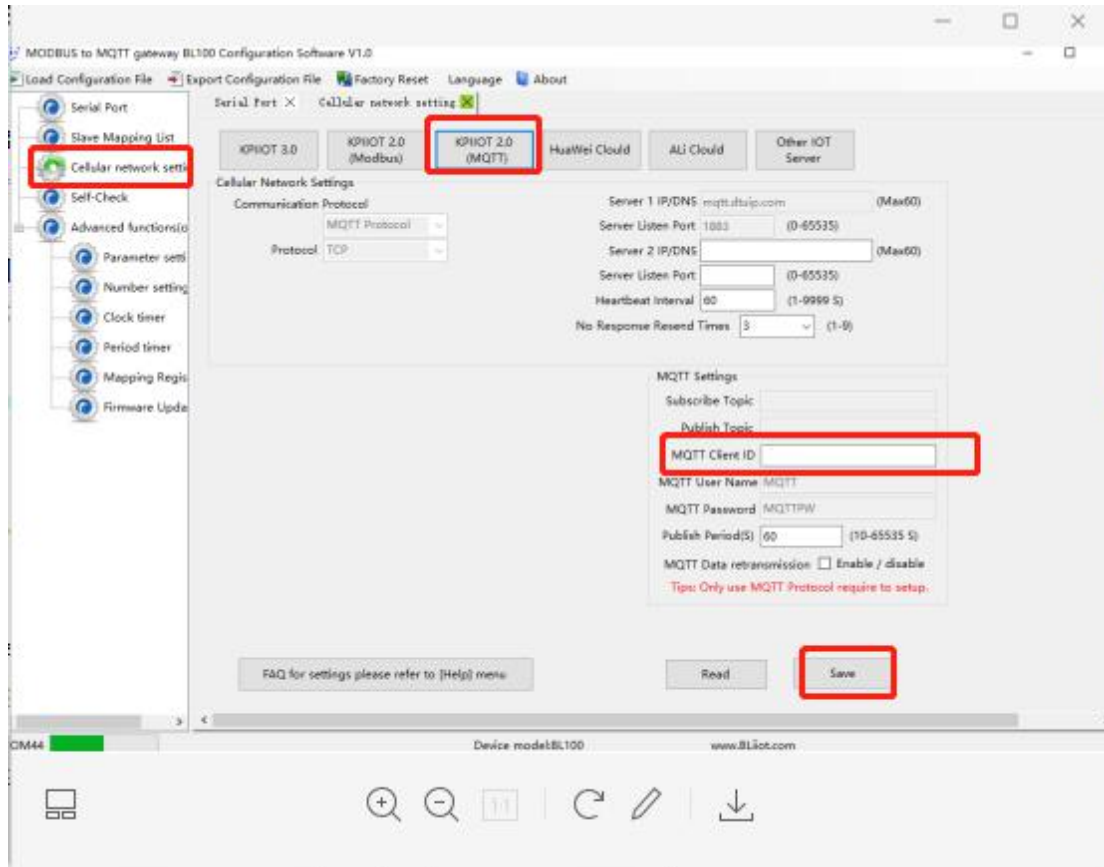 MODBUS to MQTT gateway BL100 Configuration Software V1.0
Load Configuration File Export Configuration File Factory Reset Language About
Serial Port
Slave Mapping List
Cellular network setti
Self-Check
Advanced functions(o
Parameter setti
Number setting
Clock timer
Period timer
Mapping Regis
Firmware Upda
Serial Port Cellular network setting
KPIIOT 3.0
KPIIOT 2.0
(Modbus)
KPIIOT 2.0
(MQTT)
HuaWei Clould
ALi Clould
Other IOT
Server
Cellular Network Settings
Communication Protocol
MQTT Protocol
Protocol TCP
Server 1 IP/DNS mqtt.dtuip.com (Max60)
Server Listen Port 1883 (0-65535)
Server 2 IP/DNS (Max60)
Server Listen Port (0-65535)
Heartbeat Interval 60 (1-9999 S)
No Response Resend Times 3 (1-9)
MQTT Settings
Subscribe Topic
Publish Topic
MQTT Client ID
MQTT User Name MQTT
MQTT Password MQTTPW
Publish Period(S) 60 (10-65535 S)
MQTT Data retransmission Enable / disable
Tips: Only use MQTT Protocol require to setup.
FAQ for settings please refer to [Help] menu
Read
Save
OM44
Device model:BL100
www.BLiiot.com
1:1